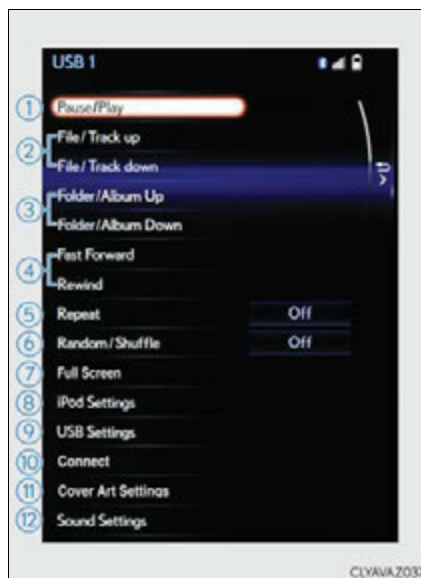 USB 1
① Pause/Play
② File/Track up
File/Track down
③ Folder/Album Up
Folder/Album Down
④ Fast Forward
Rewind
⑤ Repeat Off
⑥ Random/Shuffle Off
⑦ Full Screen
⑧ iPod Settings
⑨ USB Settings
⑩ Connect
⑪ Cover Art Settings
⑫ Sound Settings
CLYAVAZ037